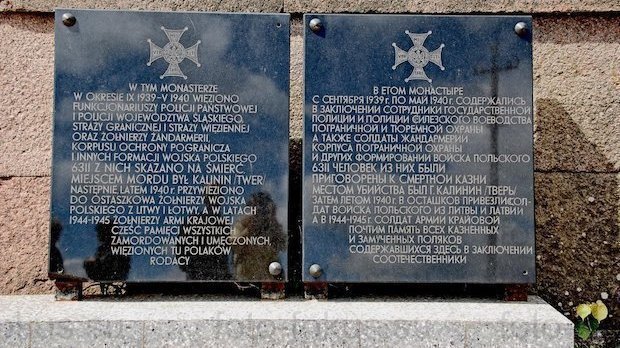 W TYM MONASTERZE
W OKRESIE IX 1939-V 1940 WIĘZIONO
FUNKCJONARIUSZY POLICJI PAŃSTWOWEJ
I POLICJI WOJEWÓDZTWA ŚLĄSKIEGO,
STRAŻY GRANICZNEJ I STRAŻY WIĘZIENNEJ
ORAZ ŻOŁNIERZY ŻANDARMERII,
KORPUSU OCHRONY POGRANICZA
I INNYCH FORMACJI WOJSKA POLSKIEGO
6311 Z NICH SKAZANO NA ŚMIERĆ.
MIEJSCEM MORDU BYŁ KALININ /TWER/
NASTĘPNIE LATEM 1940 r. PRZYWIEZIONO
DO OSTASZKOWA ŻOŁNIERZY WOJSKA
POLSKIEGO Z LITWY I ŁOTWY, A W LATACH
1944-1945 ŻOŁNIERZY ARMII KRAJOWEJ
CZEŚĆ PAMIĘCI WSZYSTKICH
ZAMORDOWANYCH I UMĘCZONYCH,
WIĘZIONYCH TU POLAKÓW
RODACY
В ЕТОМ МОНАСТЫРЕ
С СЕНТЯБРЯ 1939 г. ПО МАЙ 1940 г. СОДЕРЖАЛИСЬ
В ЗАКЛЮЧЕНИИ СОТРУДНИКИ ГОСУДАРСТВЕННОЙ
ПОЛИЦИИ И ПОЛИЦИИ СИЛЕЗСКОГО ВОЕВОДСТВА
ПОГРАНИЧНОЙ И ТЮРЕМНОЙ ОХРАНЫ
А ТАКЖЕ СОЛДАТЫ ЖАНДАРМЕРИИ
КОРПУСА ПОГРАНИЧНОЙ ОХРАНЫ
И ДРУГИХ ФОРМИРОВАНИЙ ВОЙСКА ПОЛЬСКОГО
6311 ЧЕЛОВЕК ИЗ НИХ БЫЛИ
ПРИГОВОРЕНЫ К СМЕРТНОЙ КАЗНИ
МЕСТОМ УБИЙСТВА БЫЛ Г. КАЛИНИН /ТВЕРЬ/
ЗАТЕМ ЛЕТОМ 1940 г. В ОСТАШКОВ ПРИВЕЗЛИ СОЛ-
ДАТ ВОЙСКА ПОЛЬСКОГО ИЗ ЛИТВЫ И ЛАТВИИ
А В 1944-1945 г. СОЛДАТ АРМИИ КРАЙОВОЙ
ПОЧТИМ ПАМЯТЬ ВСЕХ КАЗНЕННЫХ
И ЗАМУЧЕННЫХ ПОЛЯКОВ
СОДЕРЖАВШИХСЯ ЗДЕСЬ В ЗАКЛЮЧЕНИИ
СООТЕЧЕСТВЕННИКИ